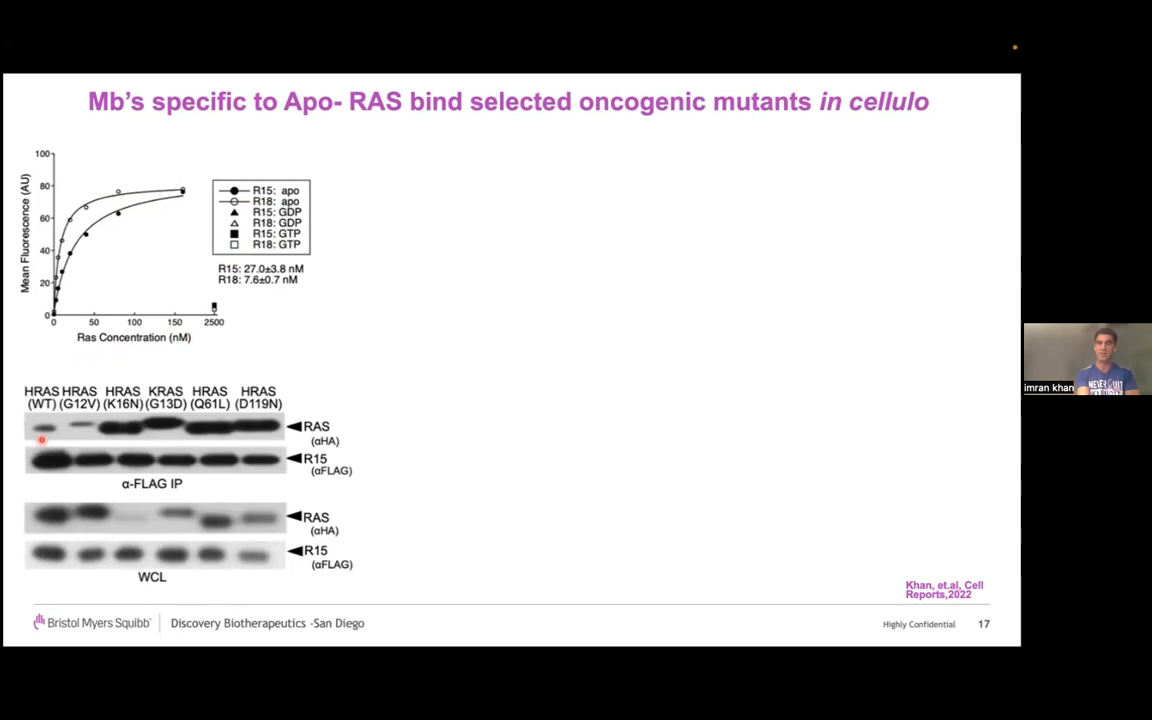 Mb's specific to Apo- RAS bind selected oncogenic mutants in cellulo
100
80
60
40
20
0
Mean Fluorescence (AU)
0 50 100 150 2500
Ras Concentration (nM)
R15: apo
R18: apo
R15: GDP
R18: GDP
R15: GTP
R18: GTP
R15: 27.0±3.8 nM
R18: 7.6±0.7 nM
HRAS HRAS HRAS KRAS HRAS HRAS
(WT) (G12V) (K16N) (G13D) (Q61L) (D119N)
RAS
(αHA)
R15
(αFLAG)
α-FLAG IP
RAS
(αHA)
R15
(αFLAG)
WCL
Khan, et.al, Cell
Reports,2022
Bristol Myers Squibb
Discovery Biotherapeutics -San Diego
Highly Confidential 17
imran khan